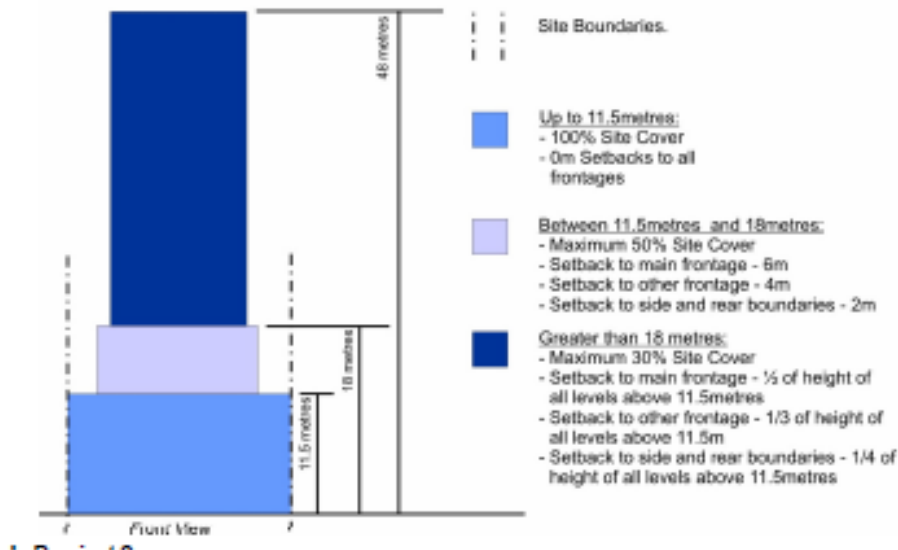 48 metres
18 metres
11.5 metres
Front View
Site Boundaries.
Up to 11.5metres:
- 100% Site Cover
- 0m Setbacks to all
frontages
Between 11.5metres and 18metres:
- Maximum 50% Site Cover
- Setback to main frontage - 6m
- Setback to other frontage - 4m
- Setback to side and rear boundaries - 2m
Greater than 18 metres:
- Maximum 30% Site Cover
- Setback to main frontage - ½ of height of
all levels above 11.5metres
- Setback to other frontage - 1/3 of height of
all levels above 11.5m
- Setback to side and rear boundaries - 1/4 of
height of all levels above 11.5metres